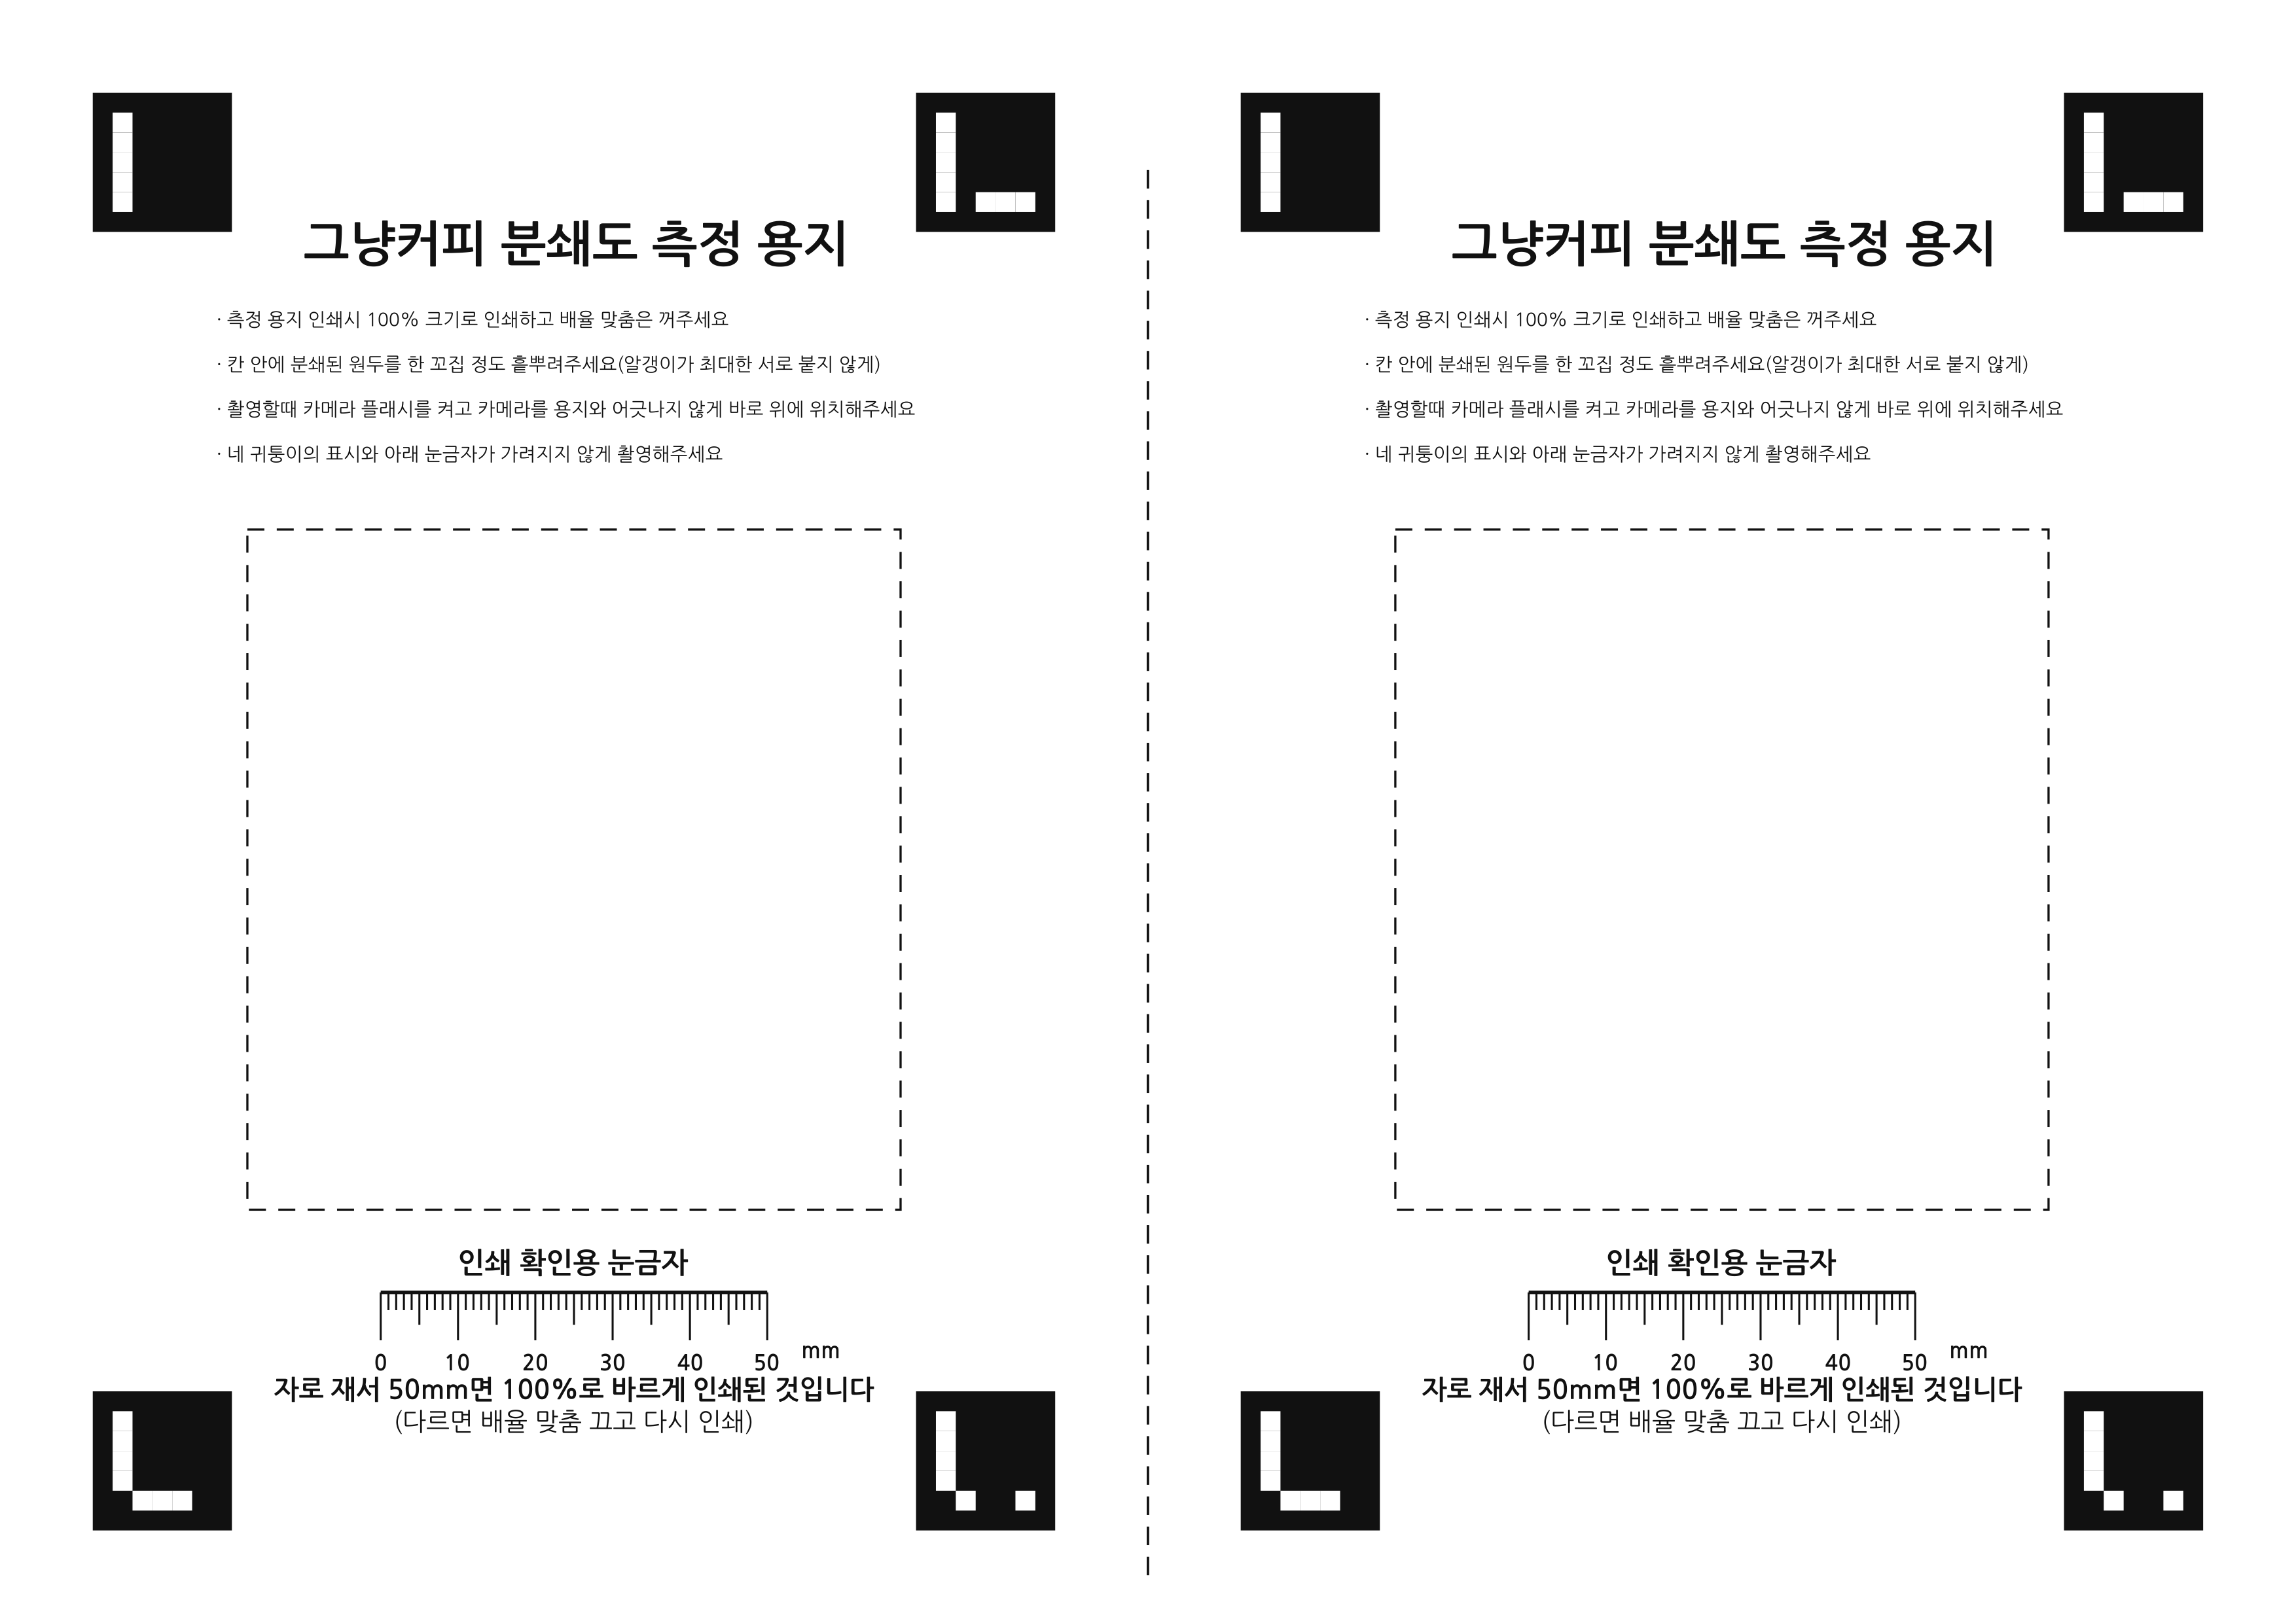 그냥커피 분쇄도 측정 용지
· 측정 용지 인쇄시 100% 크기로 인쇄하고 배율 맞춤은 꺼주세요
· 칸 안에 분쇄된 원두를 한 꼬집 정도 흩뿌려주세요(알갱이가 최대한 서로 붙지 않게)
· 촬영할때 카메라 플래시를 켜고 카메라를 용지와 어긋나지 않게 바로 위에 위치해주세요
· 네 귀퉁이의 표시와 아래 눈금자가 가려지지 않게 촬영해주세요
인쇄 확인용 눈금자
0 10 20 30 40 50 mm
자로 재서 50mm면 100%로 바르게 인쇄된 것입니다
(다르면 배율 맞춤 끄고 다시 인쇄)
그냥커피 분쇄도 측정 용지
· 측정 용지 인쇄시 100% 크기로 인쇄하고 배율 맞춤은 꺼주세요
· 칸 안에 분쇄된 원두를 한 꼬집 정도 흩뿌려주세요(알갱이가 최대한 서로 붙지 않게)
· 촬영할때 카메라 플래시를 켜고 카메라를 용지와 어긋나지 않게 바로 위에 위치해주세요
· 네 귀퉁이의 표시와 아래 눈금자가 가려지지 않게 촬영해주세요
인쇄 확인용 눈금자
0 10 20 30 40 50 mm
자로 재서 50mm면 100%로 바르게 인쇄된 것입니다
(다르면 배율 맞춤 끄고 다시 인쇄)